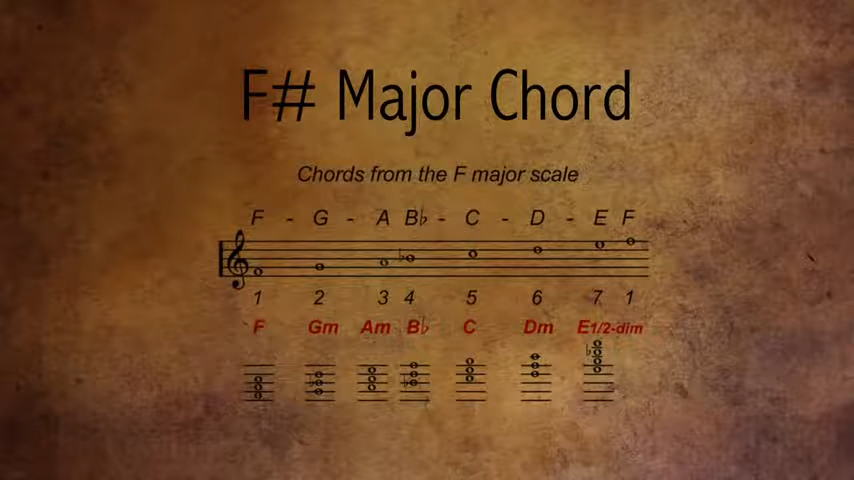 F# Major Chord
Chords from the F major scale
F - G - A B♭ - C - D - E F
1 2 3 4 5 6 7 1
F Gm Am B♭ C Dm E1/2-dim